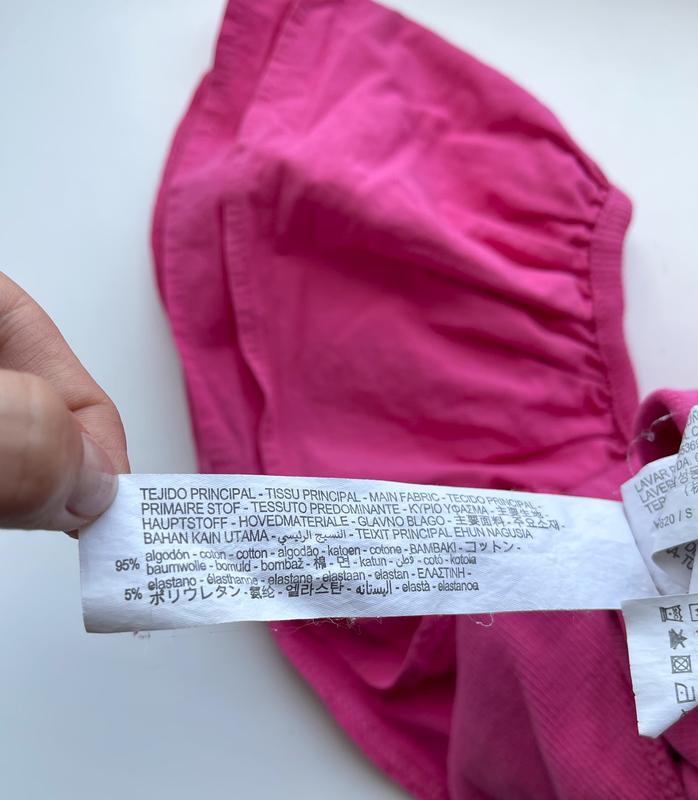 TEJIDO PRINCIPAL - TISSU PRINCIPAL - MAIN FABRIC - TECIDO PRINCIPAL
PRIMAIRE STOF - TESSUTO PREDOMINANTE - ΚΥΡΙΟ ΥΦΑΣΜΑ - 主要な生地 -
HAUPTSTOFF - HOVEDMATERIALE - GLAVNO BLAGO - 主要面料 - 주요소재 -
BAHAN KAIN UTAMA - النسيج الرئيسي - TEIXIT PRINCIPAL EHUN NAGUSIA
algodón - coton - cotton - algodão - katoen - cotone - ΒΑΜΒΑΚΙ - コットン -
95% baumwolle - bomuld - bombaž - 棉 - 면 - katun - قطن - cotó - kotoia
elastano - élasthanne - elastane - elastaan - elastan - ΕΛΑΣΤΙΝΗ -
5% ポリウレタン - 氨纶 - 엘라스탄 - البستانه - elastà - elastanoa
LAVAR
LAVER